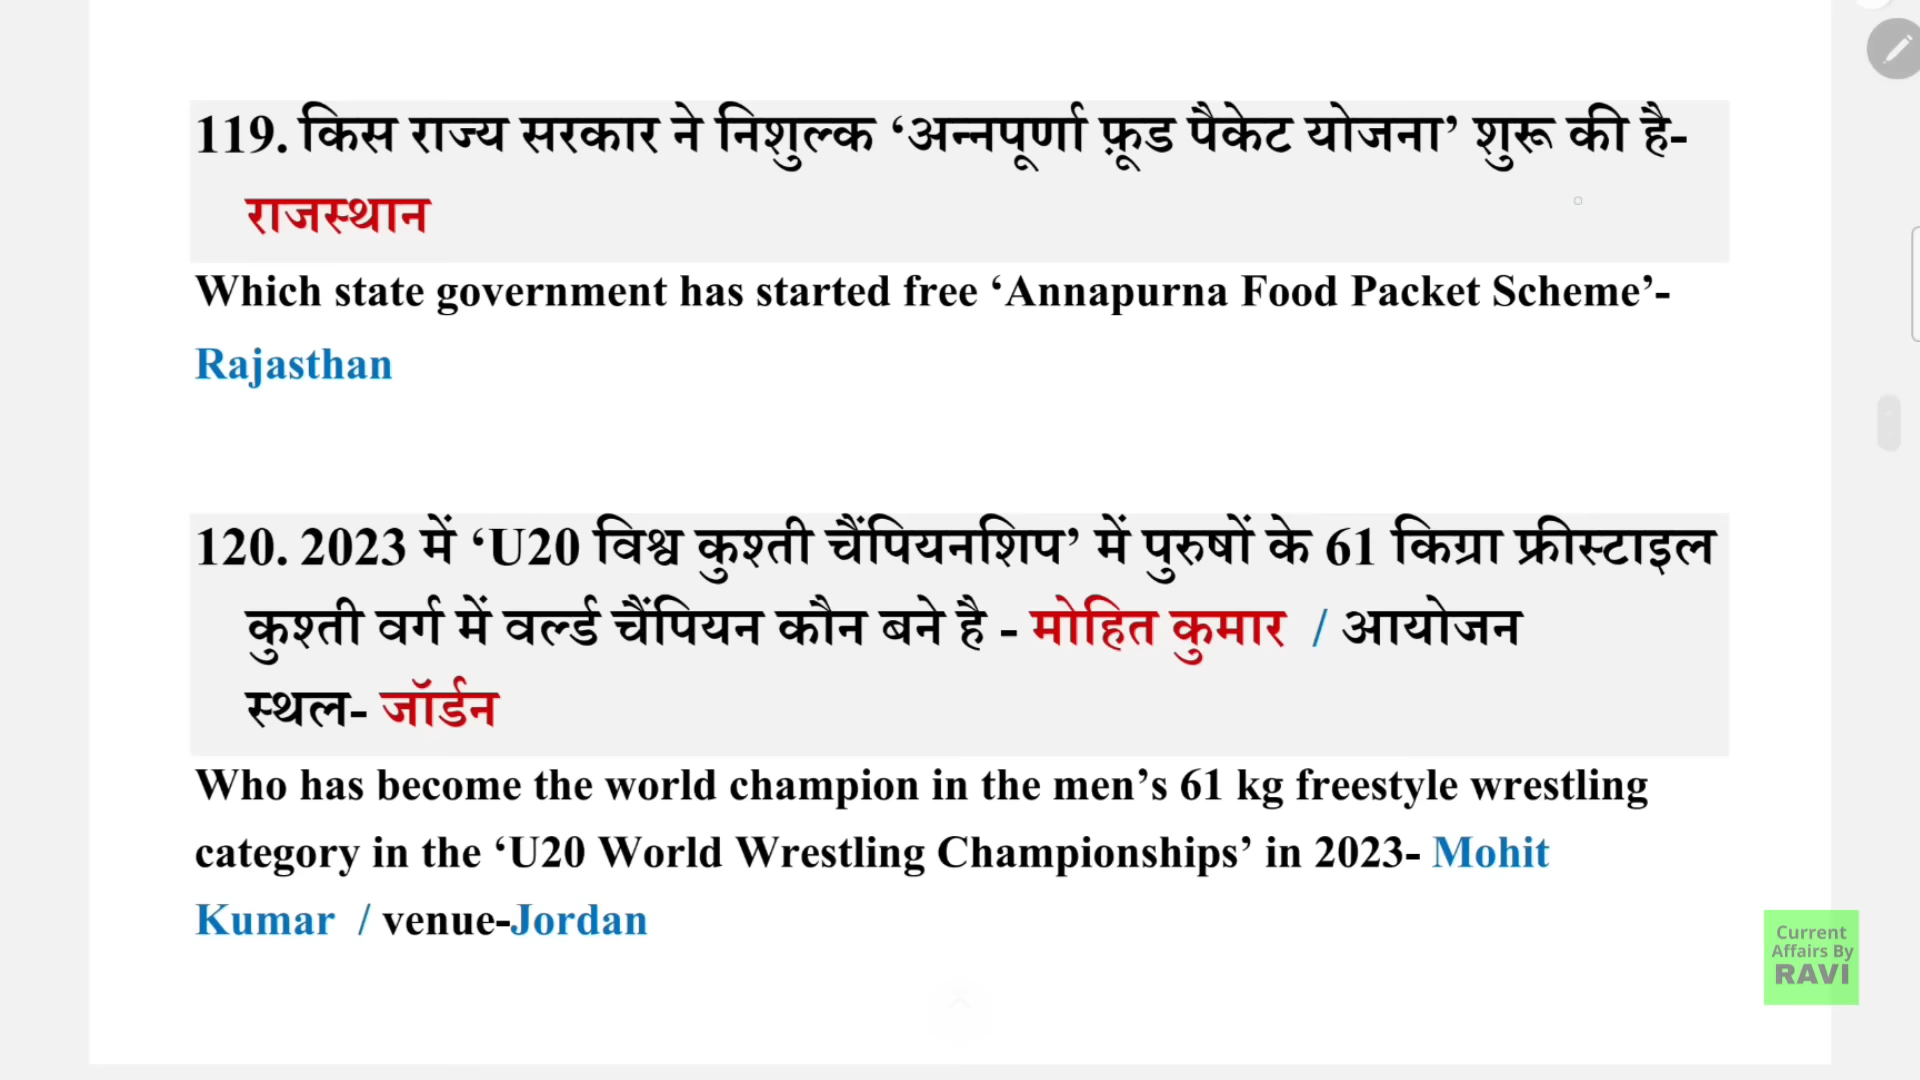 119. किस राज्य सरकार ने निशुल्क ‘अन्नपूर्णा फ़ूड पैकेट योजना’ शुरू की है-
राजस्थान
Which state government has started free ‘Annapurna Food Packet Scheme’-
Rajasthan
120. 2023 में ‘U20 विश्व कुश्ती चैंपियनशिप’ में पुरुषों के 61 किग्रा फ्रीस्टाइल
कुश्ती वर्ग में वर्ल्ड चैंपियन कौन बने है - मोहित कुमार / आयोजन
स्थल- जॉर्डन
Who has become the world champion in the men’s 61 kg freestyle wrestling
category in the ‘U20 World Wrestling Championships’ in 2023- Mohit
Kumar / venue-Jordan
Current
Affairs By
RAVI